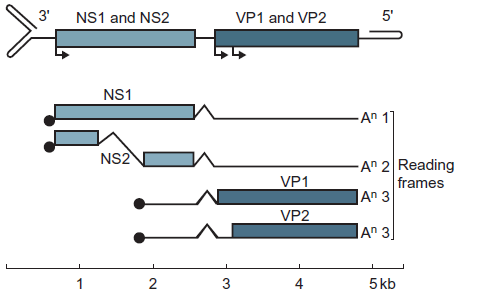 3' NS1 and NS2 VP1 and VP2 5'
NS1
An 1
NS2
An 2
Reading
frames
VP1
An 3
VP2
An 3
1 2 3 4 5 kb